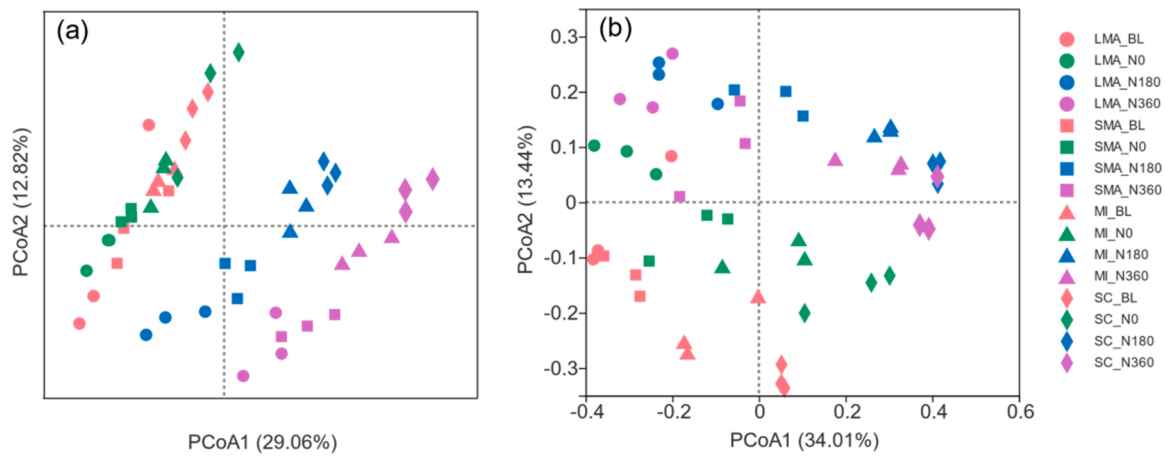 (a)
PCoA2 (12.82%)
PCoA1 (29.06%)
(b)
PCoA2 (13.44%)
0.3
0.2
0.1
0
-0.1
-0.2
-0.3
-0.4
-0.2
0
0.2
0.4
0.6
PCoA1 (34.01%)
LMA_BL
LMA_N0
LMA_N180
LMA_N360
SMA_BL
SMA_N0
SMA_N180
SMA_N360
MI_BL
MI_N0
MI_N180
MI_N360
SC_BL
SC_N0
SC_N180
SC_N360